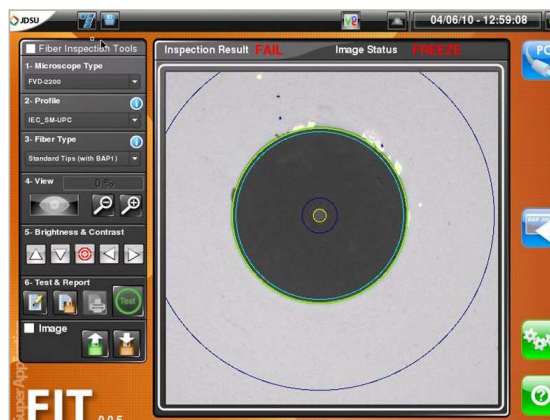 JDSU
04/06/10 - 12:59:08
Fiber Inspection Tools
Inspection Result FAIL
Image Status FREEZE
1- Microscope Type
FVD-2200
2- Profile
IEC_SM-UPC
3- Fiber Type
Standard Tips (with BAP1)
4- View
0 %
5- Brightness & Contrast
6- Test & Report
Test
Image
FIT